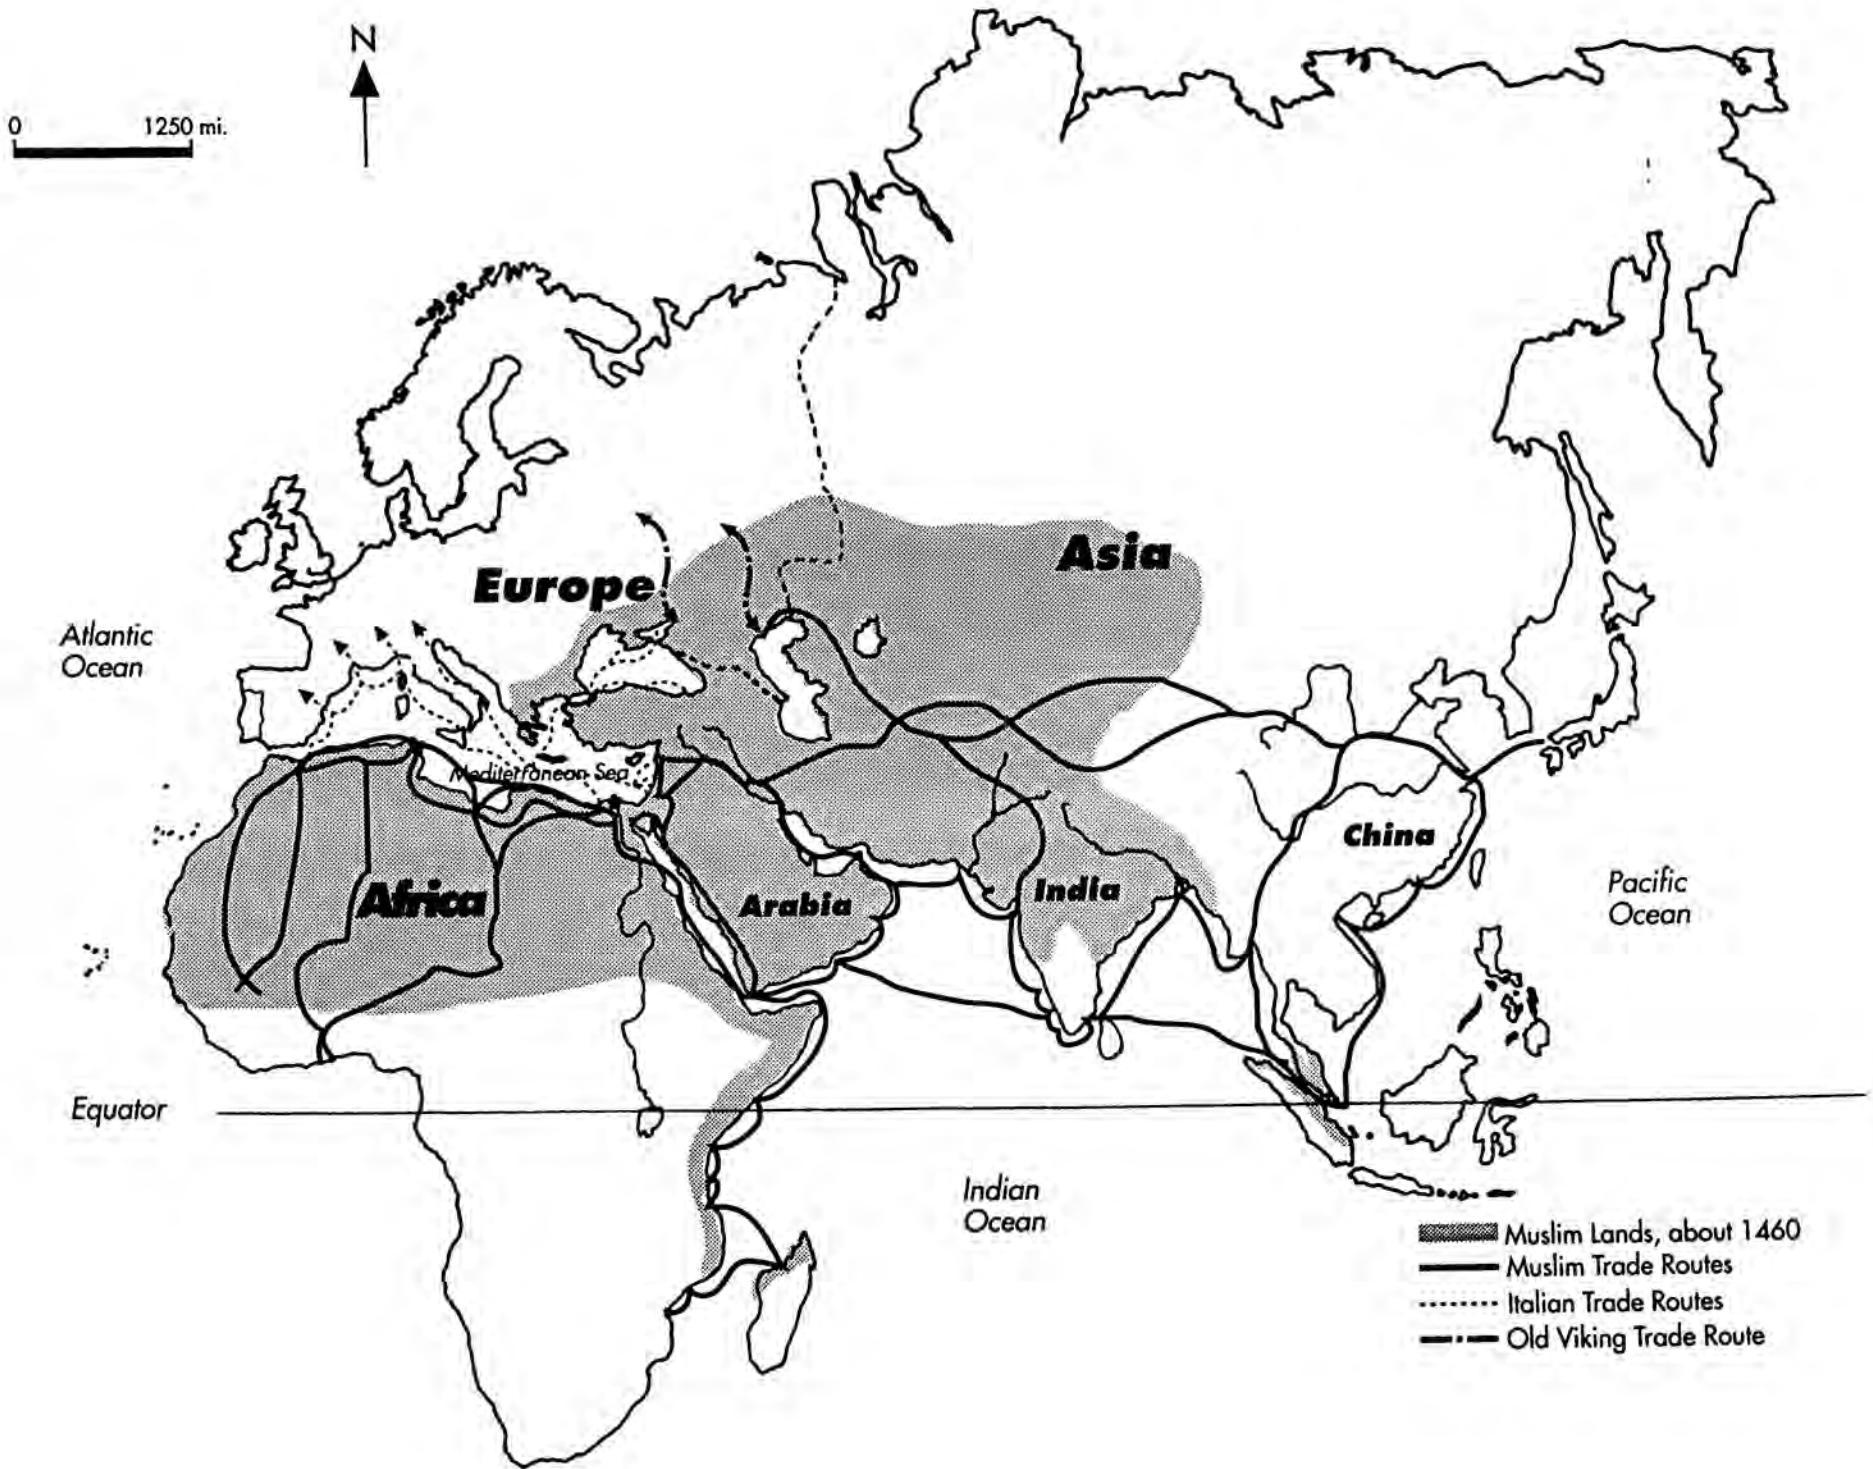 N
0 1250 mi.
Asia
Europe
Atlantic
Ocean
Mediterranean Sea
China
Africa
Arabia
India
Pacific
Ocean
Equator
Indian
Ocean
Muslim Lands, about 1460
Muslim Trade Routes
Italian Trade Routes
Old Viking Trade Route